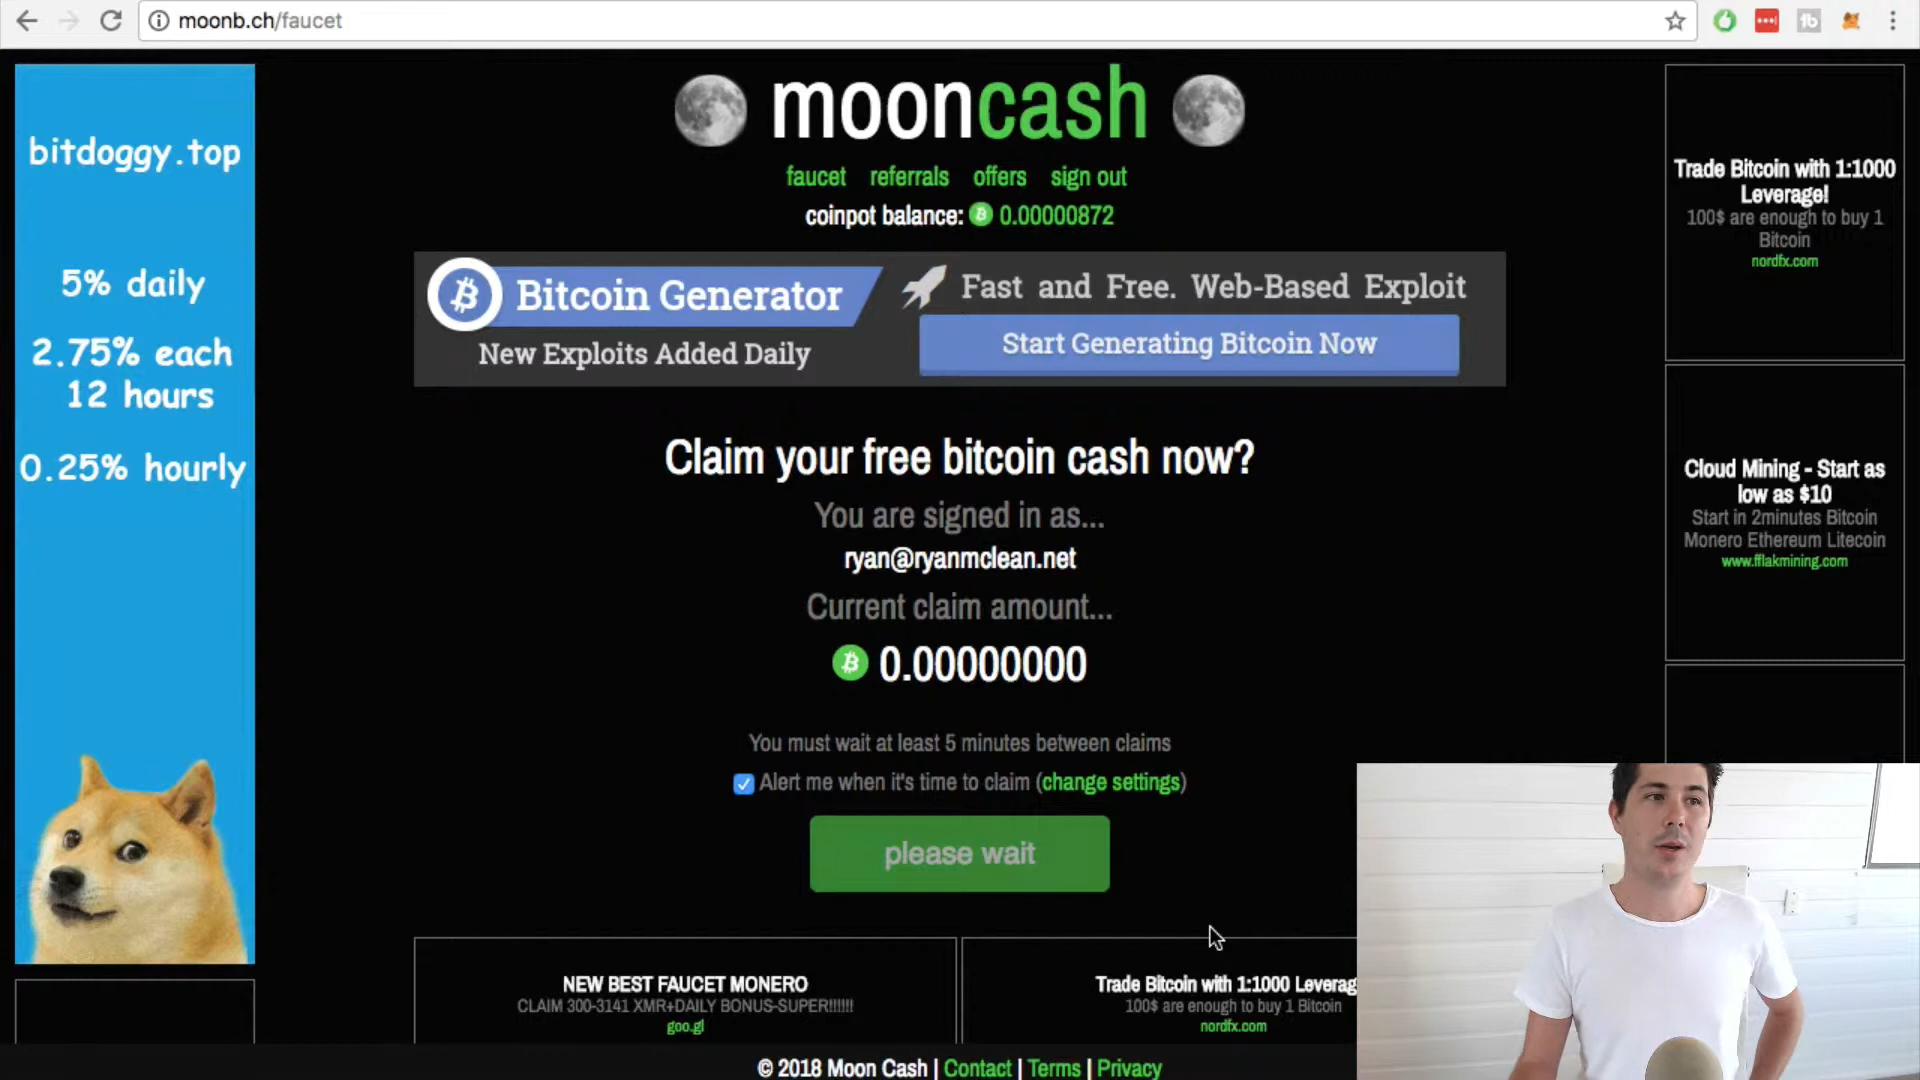 moonb.ch/faucet
mooncash
faucet referrals offers sign out
coinpot balance: 0.00000872
bitdoggy.top
5% daily
2.75% each
12 hours
0.25% hourly
Bitcoin Generator
New Exploits Added Daily
Fast and Free. Web-Based Exploit
Start Generating Bitcoin Now
Trade Bitcoin with 1:1000
Leverage!
100$ are enough to buy 1
Bitcoin
nordfx.com
Claim your free bitcoin cash now?
You are signed in as...
ryan@ryanmclean.net
Current claim amount...
0.00000000
You must wait at least 5 minutes between claims
Alert me when it's time to claim (change settings)
please wait
Cloud Mining - Start as
low as $10
Start in 2minutes Bitcoin
Monero Ethereum Litecoin
www.fflakmining.com
NEW BEST FAUCET MONERO
CLAIM 300-3141 XMR+DAILY BONUS-SUPER!!!!!!
goo.gl
Trade Bitcoin with 1:1000 Leverag
100$ are enough to buy 1 Bitcoin
nordfx.com
© 2018 Moon Cash | Contact | Terms | Privacy